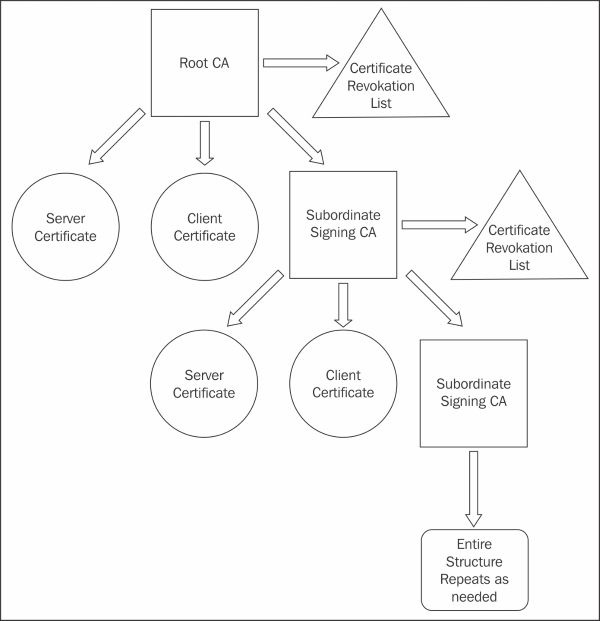 Root CA
Certificate
Revokation
List
Server
Certificate
Client
Certificate
Subordinate
Signing CA
Certificate
Revokation
List
Server
Certificate
Client
Certificate
Subordinate
Signing CA
Entire
Structure
Repeats as
needed